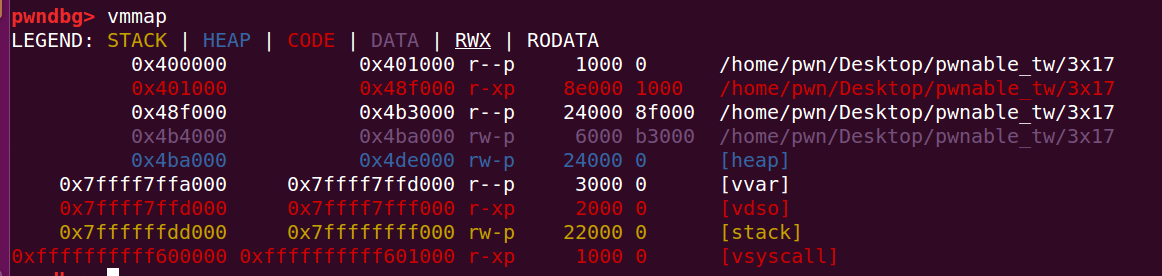 pwndbg> vmmap
LEGEND: STACK | HEAP | CODE | DATA | RWX | RODATA
0x400000 0x401000 r--p 1000 0 /home/pwn/Desktop/pwnable_tw/3x17
0x401000 0x48f000 r-xp 8e000 1000 /home/pwn/Desktop/pwnable_tw/3x17
0x48f000 0x4b3000 r--p 24000 8f000 /home/pwn/Desktop/pwnable_tw/3x17
0x4b4000 0x4ba000 rw-p 6000 b3000 /home/pwn/Desktop/pwnable_tw/3x17
0x4ba000 0x4de000 rw-p 24000 0 [heap]
0x7ffff7ffa000 0x7ffff7ffd000 r--p 3000 0 [vvar]
0x7ffff7ffd000 0x7ffff7fff000 r-xp 2000 0 [vdso]
0x7ffffffdd000 0x7ffffffff000 rw-p 22000 0 [stack]
0xffffffffff600000 0xffffffffff601000 r-xp 1000 0 [vsyscall]